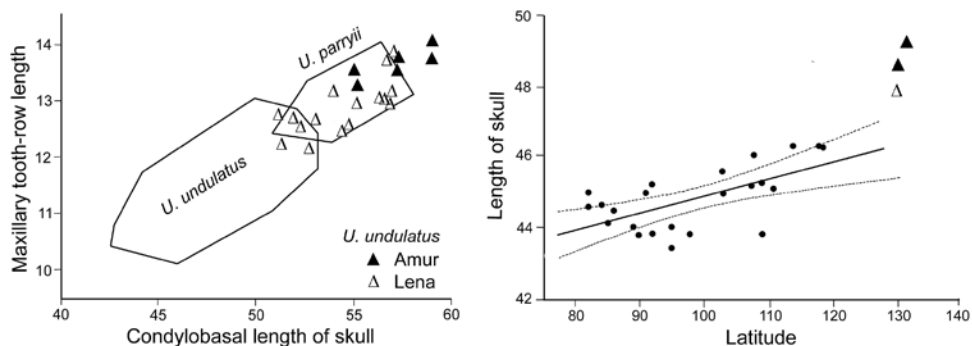 Maxillary tooth-row length
14
13
12
11
10
40
45
50
55
60
Condylobasal length of skull
U. parryii
U. undulatus
U. undulatus
Amur
Lena
Length of skull
50
48
46
44
42
80
90
100
110
120
130
140
Latitude